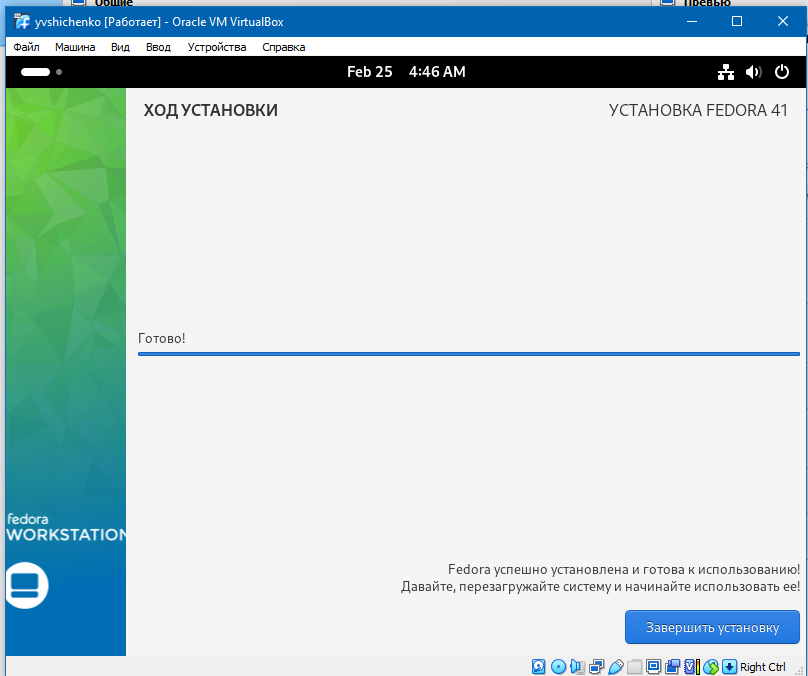 Общие
Превью
yvshichenko [Работает] - Oracle VM VirtualBox
Файл Машина Вид Ввод Устройства Справка
Feb 25 4:46 AM
ХОД УСТАНОВКИ
УСТАНОВКА FEDORA 41
Готово!
fedora
WORKSTATION
Fedora успешно установлена и готова к использованию!
Давайте, перезагружайте систему и начинайте использовать ее!
Завершить установку
Right Ctrl